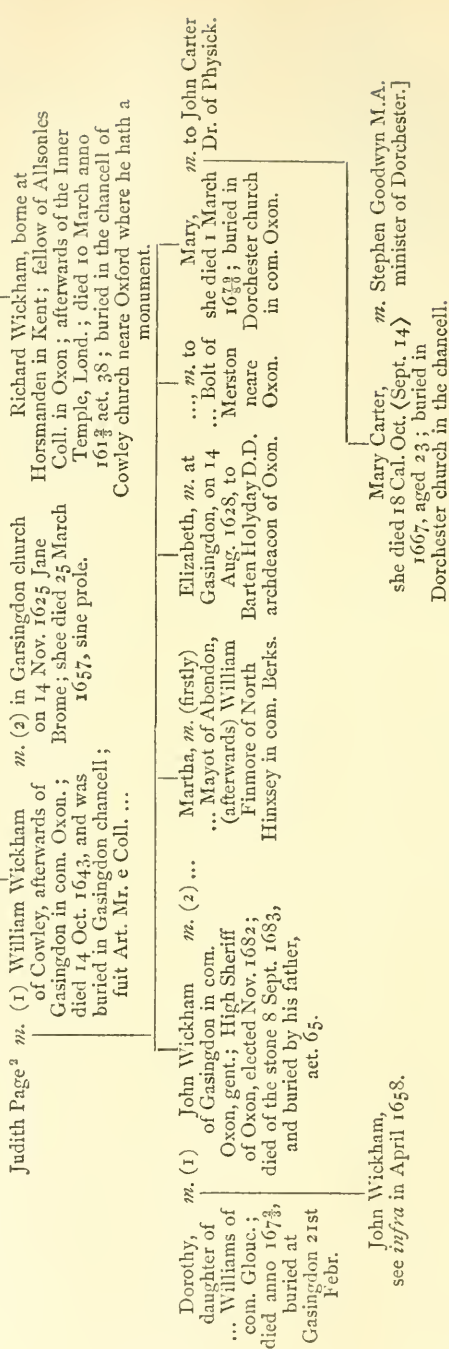 Judith Page ² m. (1) William Wickham
of Cowley, afterwards of
Gasingdon in com. Oxon.;
died 14 Oct. 1643, and was
buried in Gasingdon chancell;
fuit Art. Mr. e Coll. ...
m. (2) in Garsingdon church
on 14 Nov. 1625 Jane
Brome; shee died 25 March
1657, sine prole.
Richard Wickham, borne at
Horsmanden in Kent; fellow of Allsonles
Coll. in Oxon; afterwards of the Inner
Temple, Lond.; died 10 March anno
161⅔ aet. 38; buried in the chancell of
Cowley church neare Oxford where he hath a
monument.
Dorothy,
daughter of
... Williams of
com. Glouc.;
died anno 167⅔,
buried at
Gasingdon 21st
Febr.
m. (1) John Wickham m. (2) ...
of Gasingdon in com.
Oxon, gent.; High Sheriff
of Oxon, elected Nov. 1682;
died of the stone 8 Sept. 1683,
and buried by his father,
aet. 65.
Martha, m. (firstly)
... Mayot of Abendon,
(afterwards) William
Finmore of North
Hinxsey in com. Berks.
Elizabeth, m. at
Gasingdon, on 14
Aug. 1628, to
Barten Holyday D.D.
archdeacon of Oxon.
..., m. to
... Bolt of
Merston
neare
Oxon.
Mary,
she died 1 March
16 79/80; buried in
Dorchester church
in com. Oxon.
m. to John Carter
Dr. of Physick.
John Wickham,
see infra in April 1658.
Mary Carter,
she died 18 Cal. Oct. ⟨Sept. 14⟩
1667, aged 23; buried in
Dorchester church in the chancell.
m. Stephen Goodwyn M.A.
minister of Dorchester.]